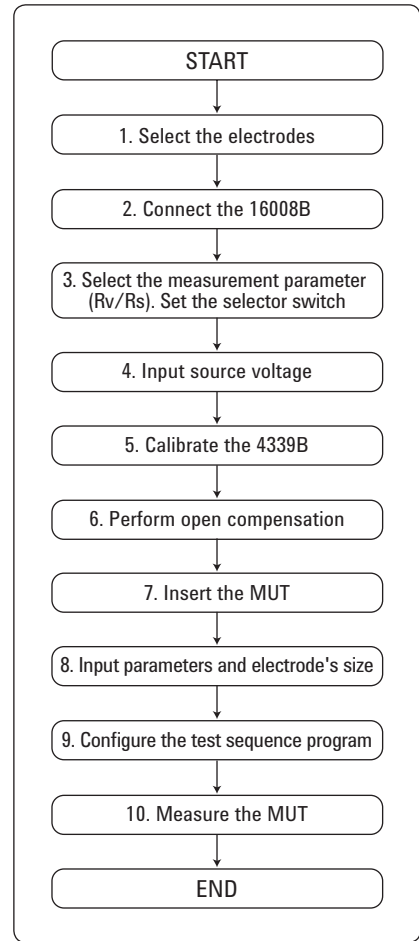 START
1. Select the electrodes
2. Connect the 16008B
3. Select the measurement parameter
(Rv/Rs). Set the selector switch
4. Input source voltage
5. Calibrate the 4339B
6. Perform open compensation
7. Insert the MUT
8. Input parameters and electrode's size
9. Configure the test sequence program
10. Measure the MUT
END